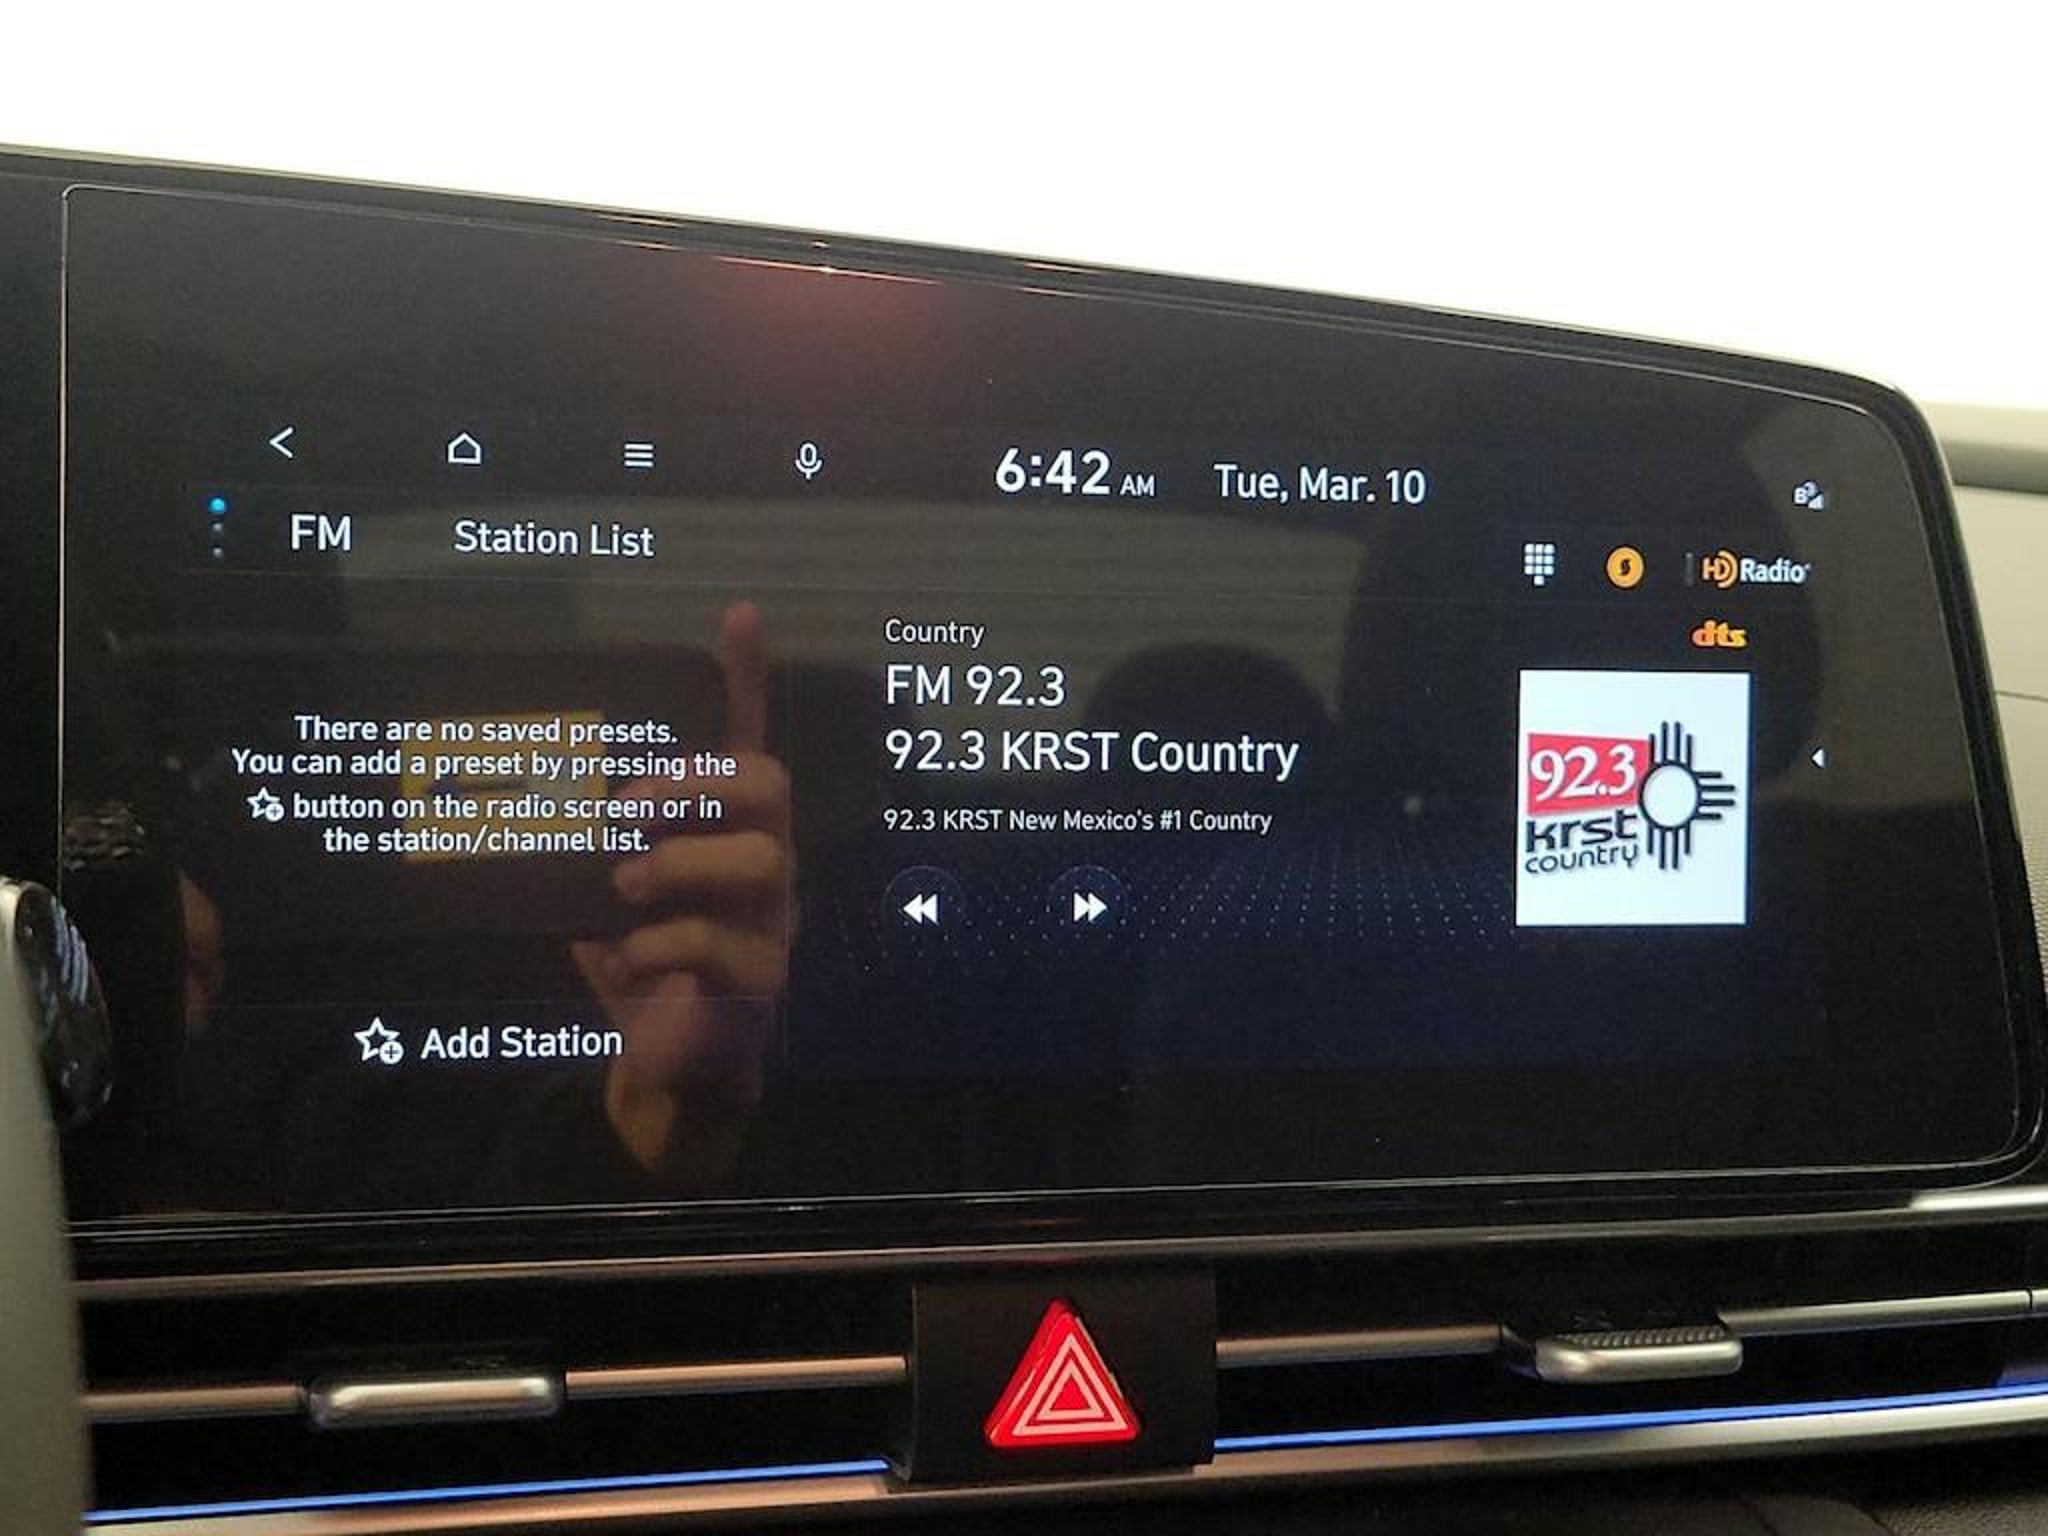 6:42 AM Tue, Mar. 10
FM Station List
HD Radio
dts
There are no saved presets.
You can add a preset by pressing the
button on the radio screen or in
the station/channel list.
Add Station
Country
FM 92.3
92.3 KRST Country
92.3 KRST New Mexico's #1 Country
92.3
krst
country